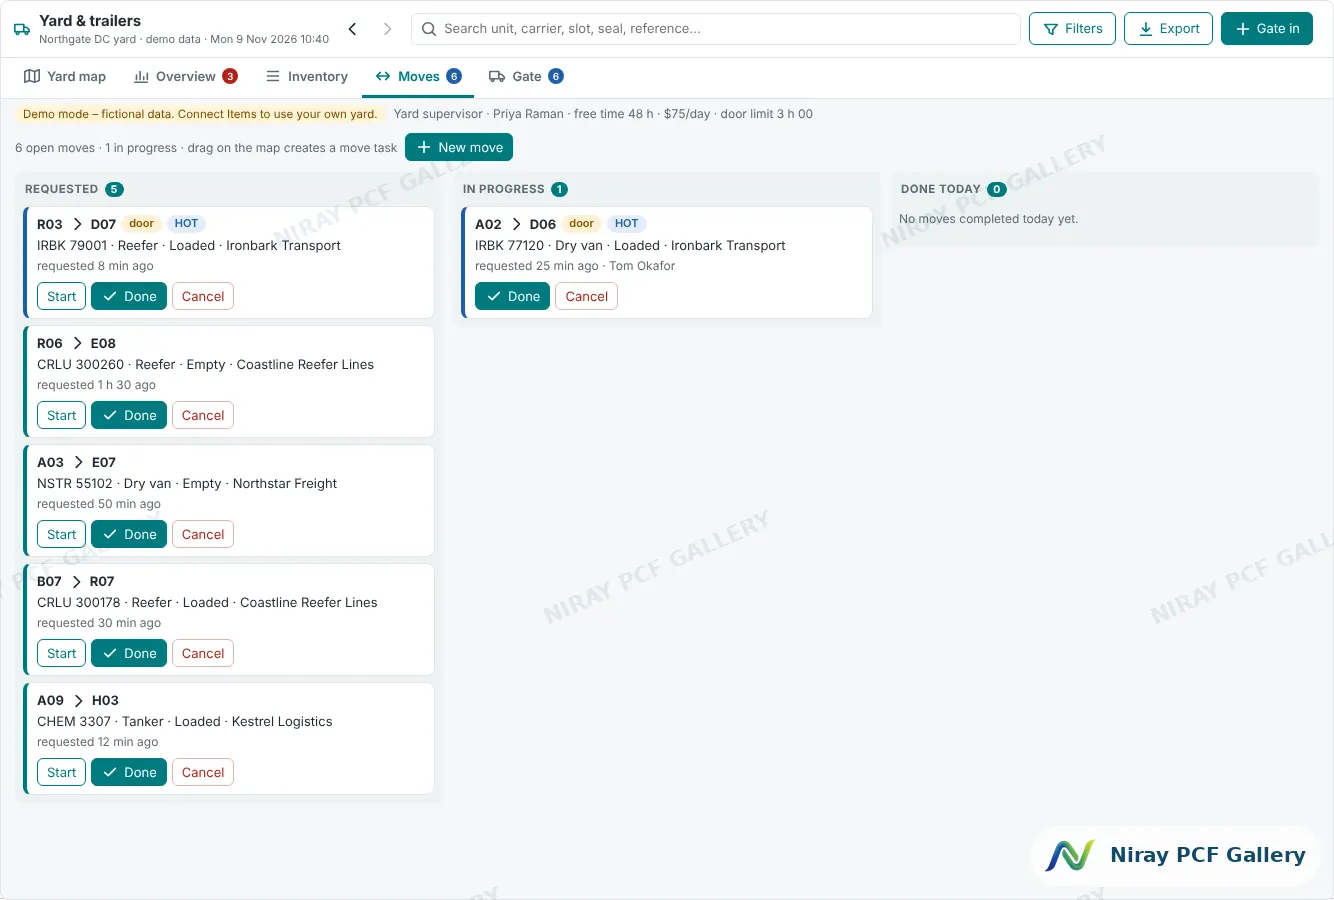 Yard & trailers
Northgate DC yard · demo data · Mon 9 Nov 2026 10:40
Search unit, carrier, slot, seal, reference...
Filters
Export
Gate in
Yard map
Overview 3
Inventory
Moves 6
Gate 6
Demo mode – fictional data. Connect Items to use your own yard.
Yard supervisor · Priya Raman · free time 48 h · $75/day · door limit 3 h 00
6 open moves · 1 in progress · drag on the map creates a move task
New move
REQUESTED 5
R03 > D07 door HOT
IRBK 79001 · Reefer · Loaded · Ironbark Transport
requested 8 min ago
Start Done Cancel
R06 > E08
CRLU 300260 · Reefer · Empty · Coastline Reefer Lines
requested 1 h 30 ago
Start Done Cancel
A03 > E07
NSTR 55102 · Dry van · Empty · Northstar Freight
requested 50 min ago
Start Done Cancel
B07 > R07
CRLU 300178 · Reefer · Loaded · Coastline Reefer Lines
requested 30 min ago
Start Done Cancel
A09 > H03
CHEM 3307 · Tanker · Loaded · Kestrel Logistics
requested 12 min ago
Start Done Cancel
IN PROGRESS 1
A02 > D06 door HOT
IRBK 77120 · Dry van · Loaded · Ironbark Transport
requested 25 min ago · Tom Okafor
Done Cancel
DONE TODAY 0
No moves completed today yet.
NIRAY PCF GALLERY
NIRAY PCF GALLERY
NIRAY PCF GALLERY
NIRAY PCF GALL
Niray PCF Gallery